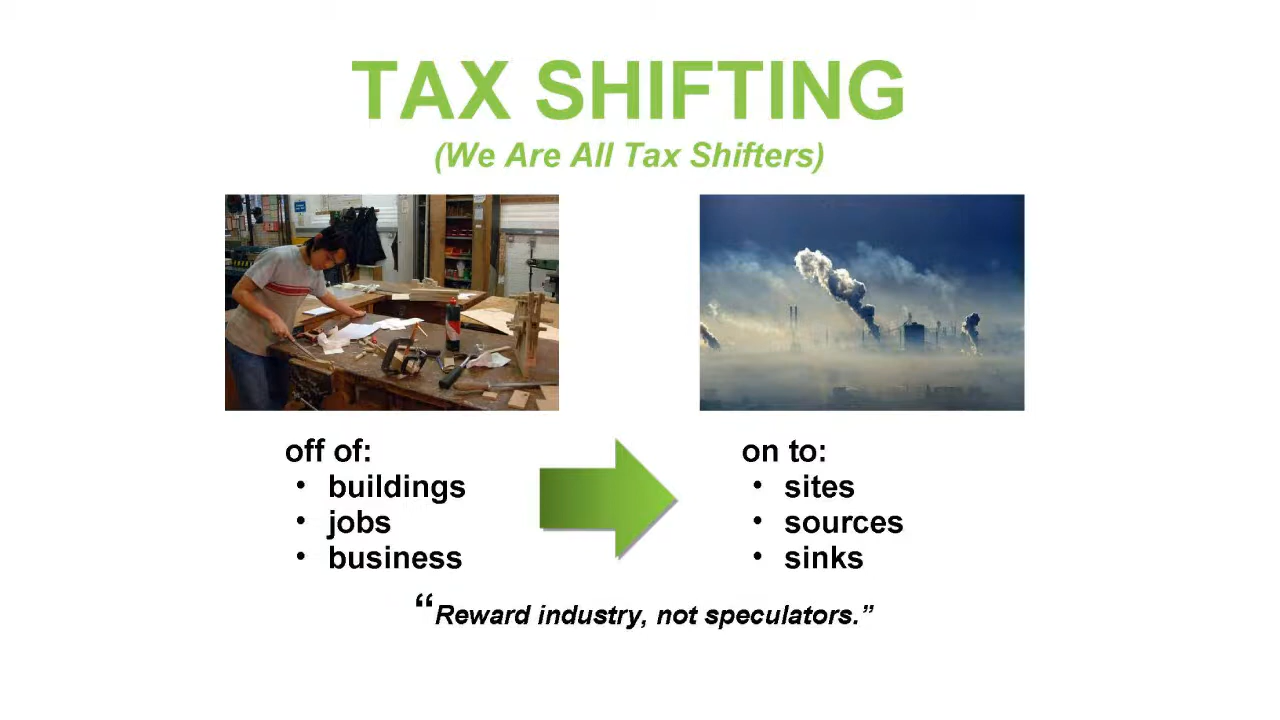 TAX SHIFTING
(We Are All Tax Shifters)
off of:
• buildings
• jobs
• business
on to:
• sites
• sources
• sinks
“Reward industry, not speculators.”